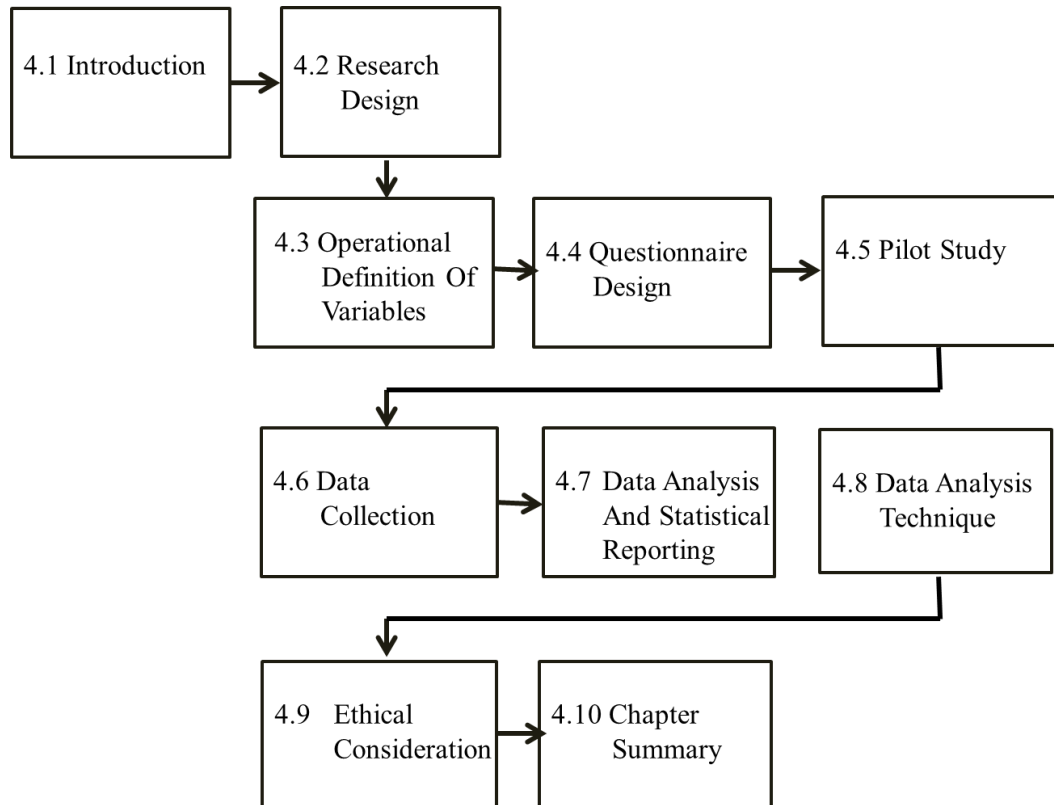 4.1 Introduction
4.2 Research
Design
4.3 Operational
Definition Of
Variables
4.4 Questionnaire
Design
4.5 Pilot Study
4.6 Data
Collection
4.7 Data Analysis
And Statistical
Reporting
4.8 Data Analysis
Technique
4.9 Ethical
Consideration
4.10 Chapter
Summary